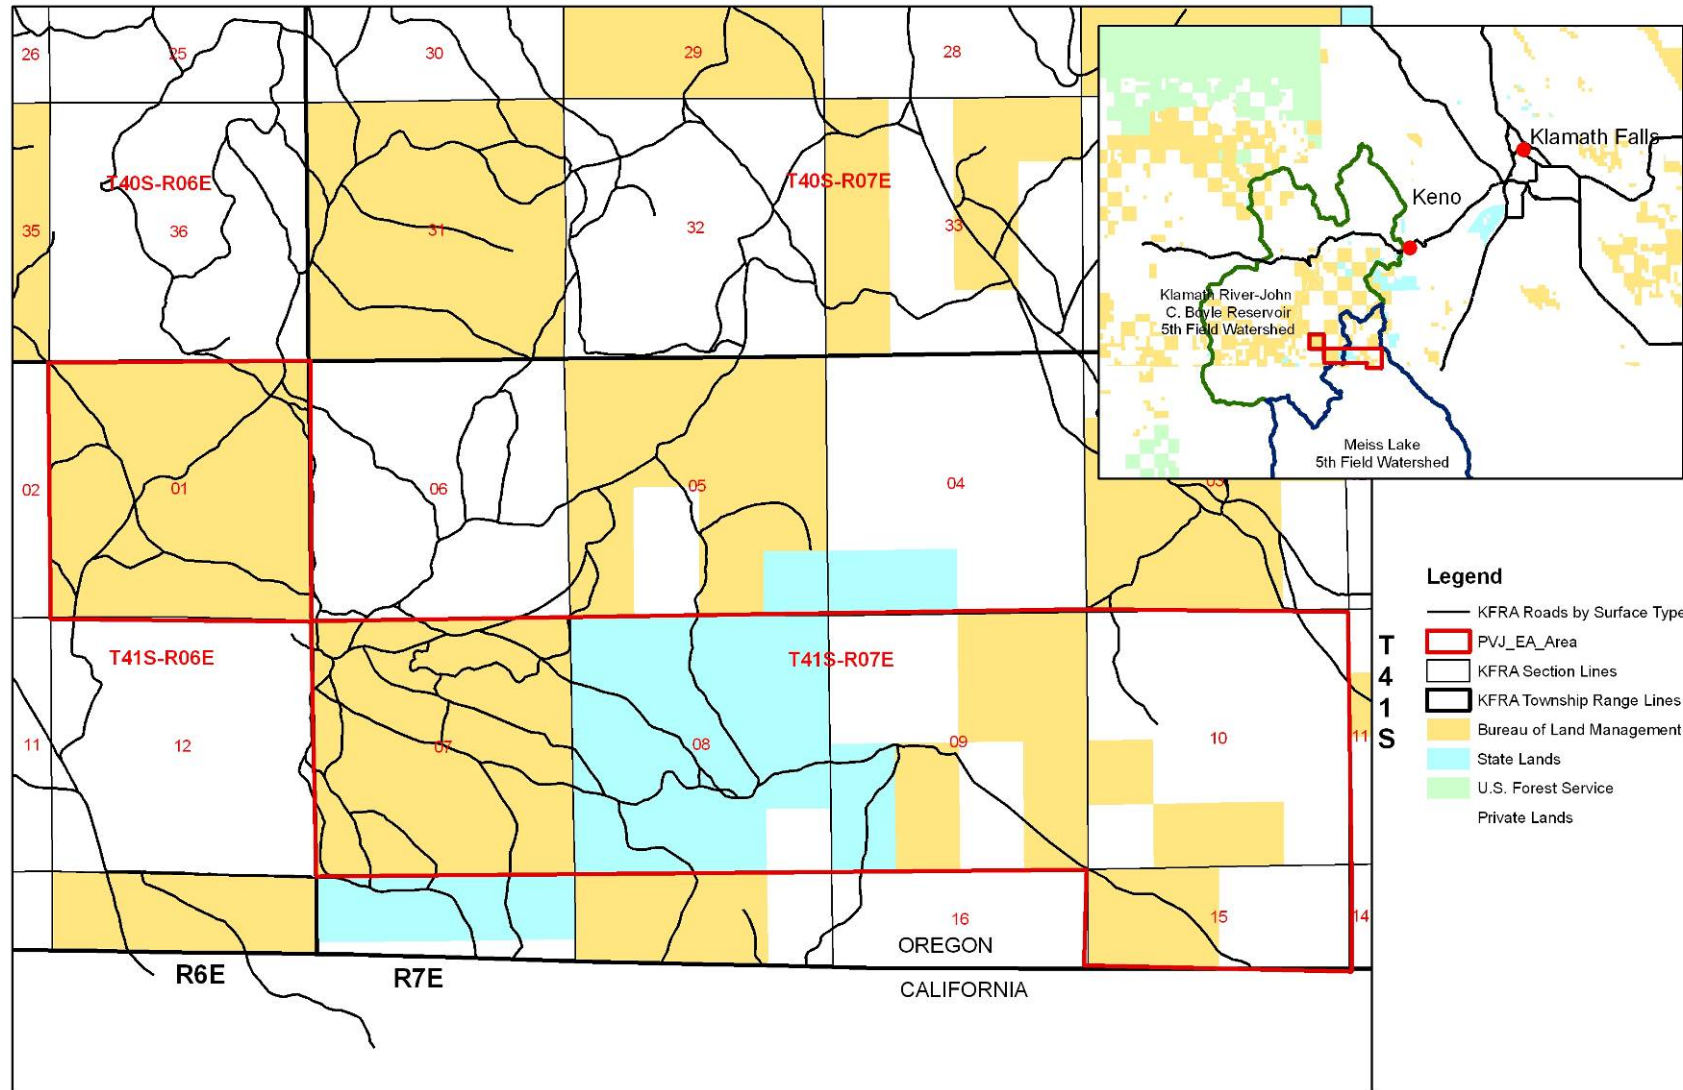 26
25
30
29
28
Klamath Falls
Keno
T40S-R06E
T40S-R07E
35
36
31
32
33
Klamath River-John
C. Boyle Reservoir
5th Field Watershed
Meiss Lake
5th Field Watershed
02
01
06
05
04
03
Legend
KFRA Roads by Surface Type
PVJ_EA_Area
KFRA Section Lines
KFRA Township Range Lines
Bureau of Land Management
State Lands
U.S. Forest Service
Private Lands
T41S-R06E
T41S-R07E
T
4
1
S
11
12
07
08
09
10
11
16
15
14
OREGON
R6E
R7E
CALIFORNIA